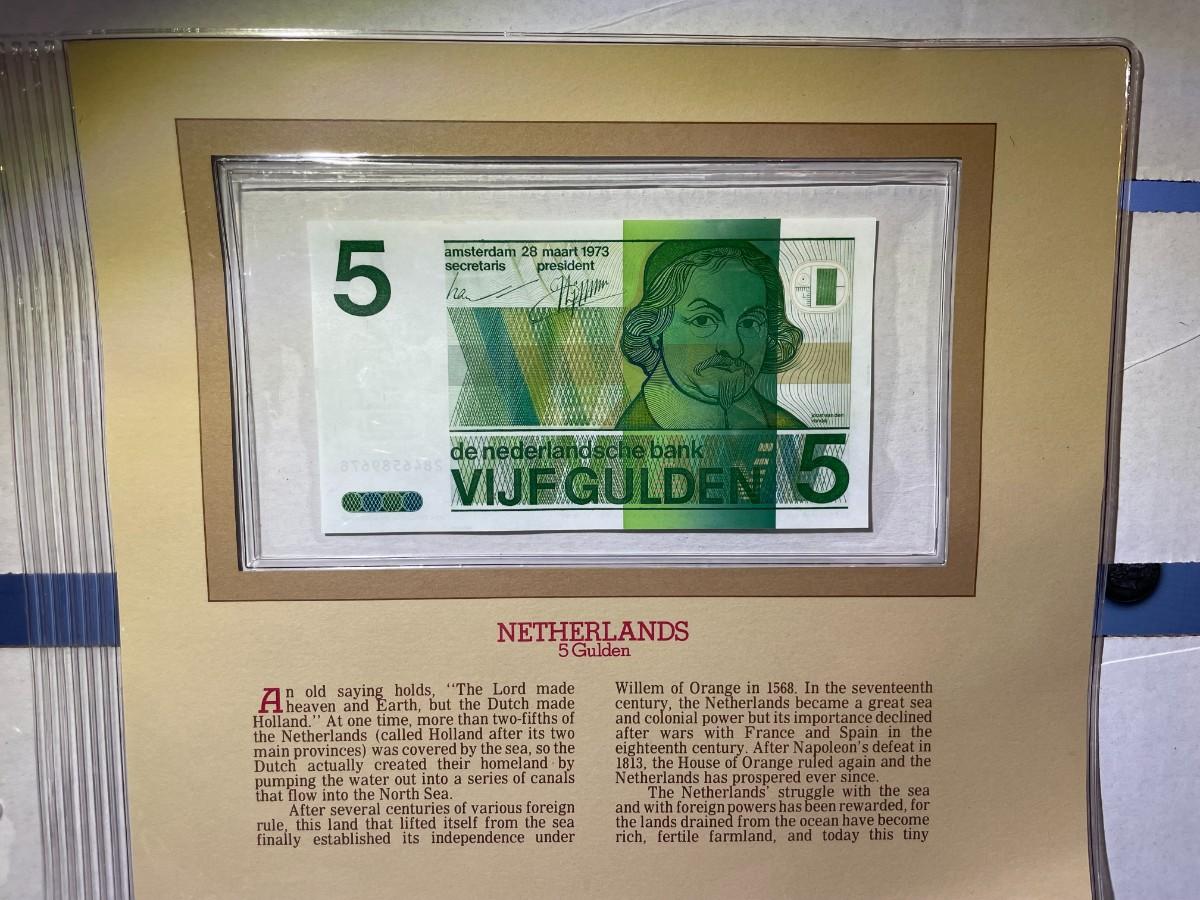 5
amsterdam 28 maart 1973
secretaris president
de nederlandsche bank
VIJF GULDEN
5
2846589676
NETHERLANDS
5 Gulden
An old saying holds, “The Lord made
heaven and Earth, but the Dutch made
Holland.” At one time, more than two-fifths of
the Netherlands (called Holland after its two
main provinces) was covered by the sea, so the
Dutch actually created their homeland by
pumping the water out into a series of canals
that flow into the North Sea.
After several centuries of various foreign
rule, this land that lifted itself from the sea
finally established its independence under
Willem of Orange in 1568. In the seventeenth
century, the Netherlands became a great sea
and colonial power but its importance declined
after wars with France and Spain in the
eighteenth century. After Napoleon's defeat in
1813, the House of Orange ruled again and the
Netherlands has prospered ever since.
The Netherlands' struggle with the sea
and with foreign powers has been rewarded, for
the lands drained from the ocean have become
rich, fertile farmland, and today this tiny